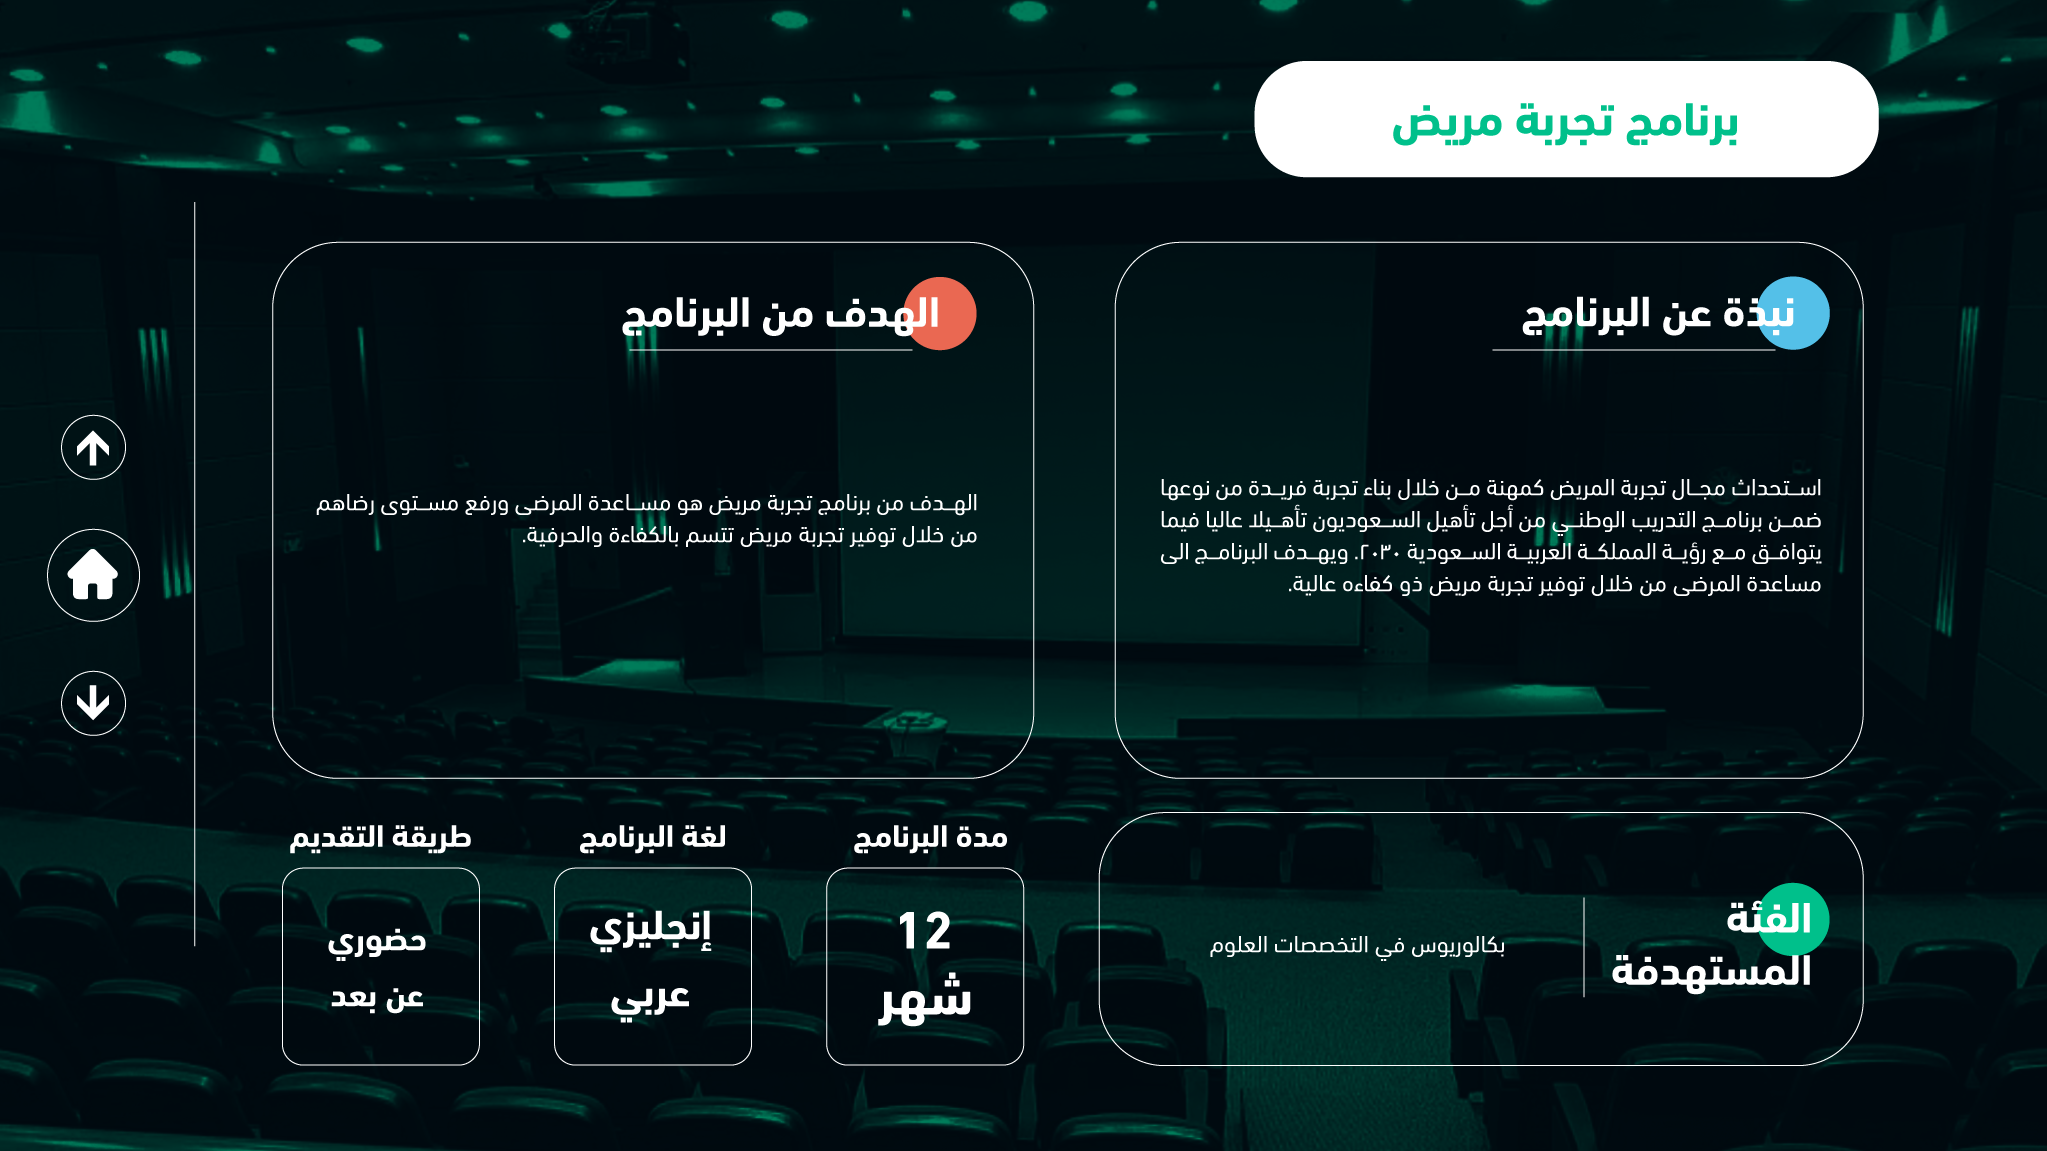 برنامج تجربة مريض
نبذة عن البرنامج
استحداث مجال تجربة المريض كمهنة من خلال بناء تجربة فريدة من نوعها
ضمن برنامج التدريب الوطني من أجل تأهيل السعوديون تأهيلا عاليا فيما
يتوافق مع رؤية المملكة العربية السعودية ٢٠٣٠. ويهدف البرنامج الى
مساعدة المرضى من خلال توفير تجربة مريض ذو كفاءه عالية.
الهدف من البرنامج
الهدف من برنامج تجربة مريض هو مساعدة المرضى ورفع مستوى رضاهم
من خلال توفير تجربة مريض تتسم بالكفاءة والحرفية.
الفئة
المستهدفة
بكالوريوس في التخصصات العلوم
مدة البرنامج
12
شهر
لغة البرنامج
إنجليزي
عربي
طريقة التقديم
حضوري
عن بعد